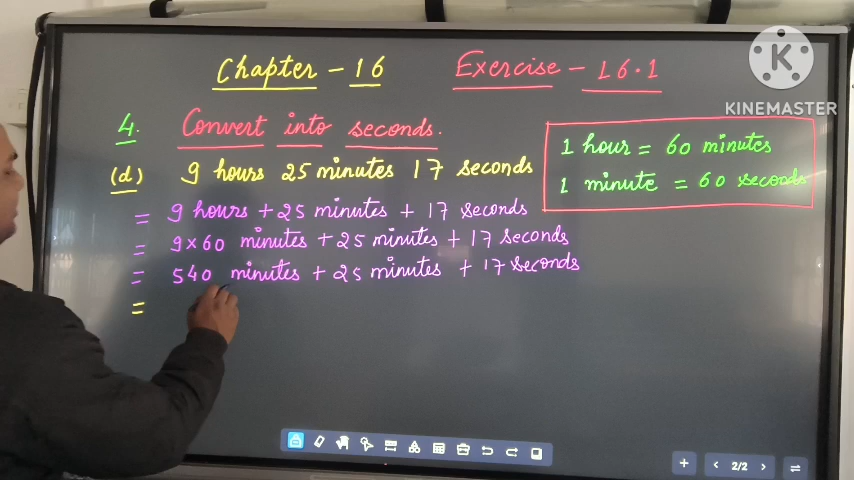 Chapter - 16 Exercise - 16.1
4. Convert into seconds.
(d) 9 hours 25 minutes 17 seconds
1 hour = 60 minutes
1 minute = 60 seconds
= 9 hours + 25 minutes + 17 seconds
= 9 × 60 minutes + 25 minutes + 17 seconds
= 540 minutes + 25 minutes + 17 seconds
=
K
KINEMASTER
2/2